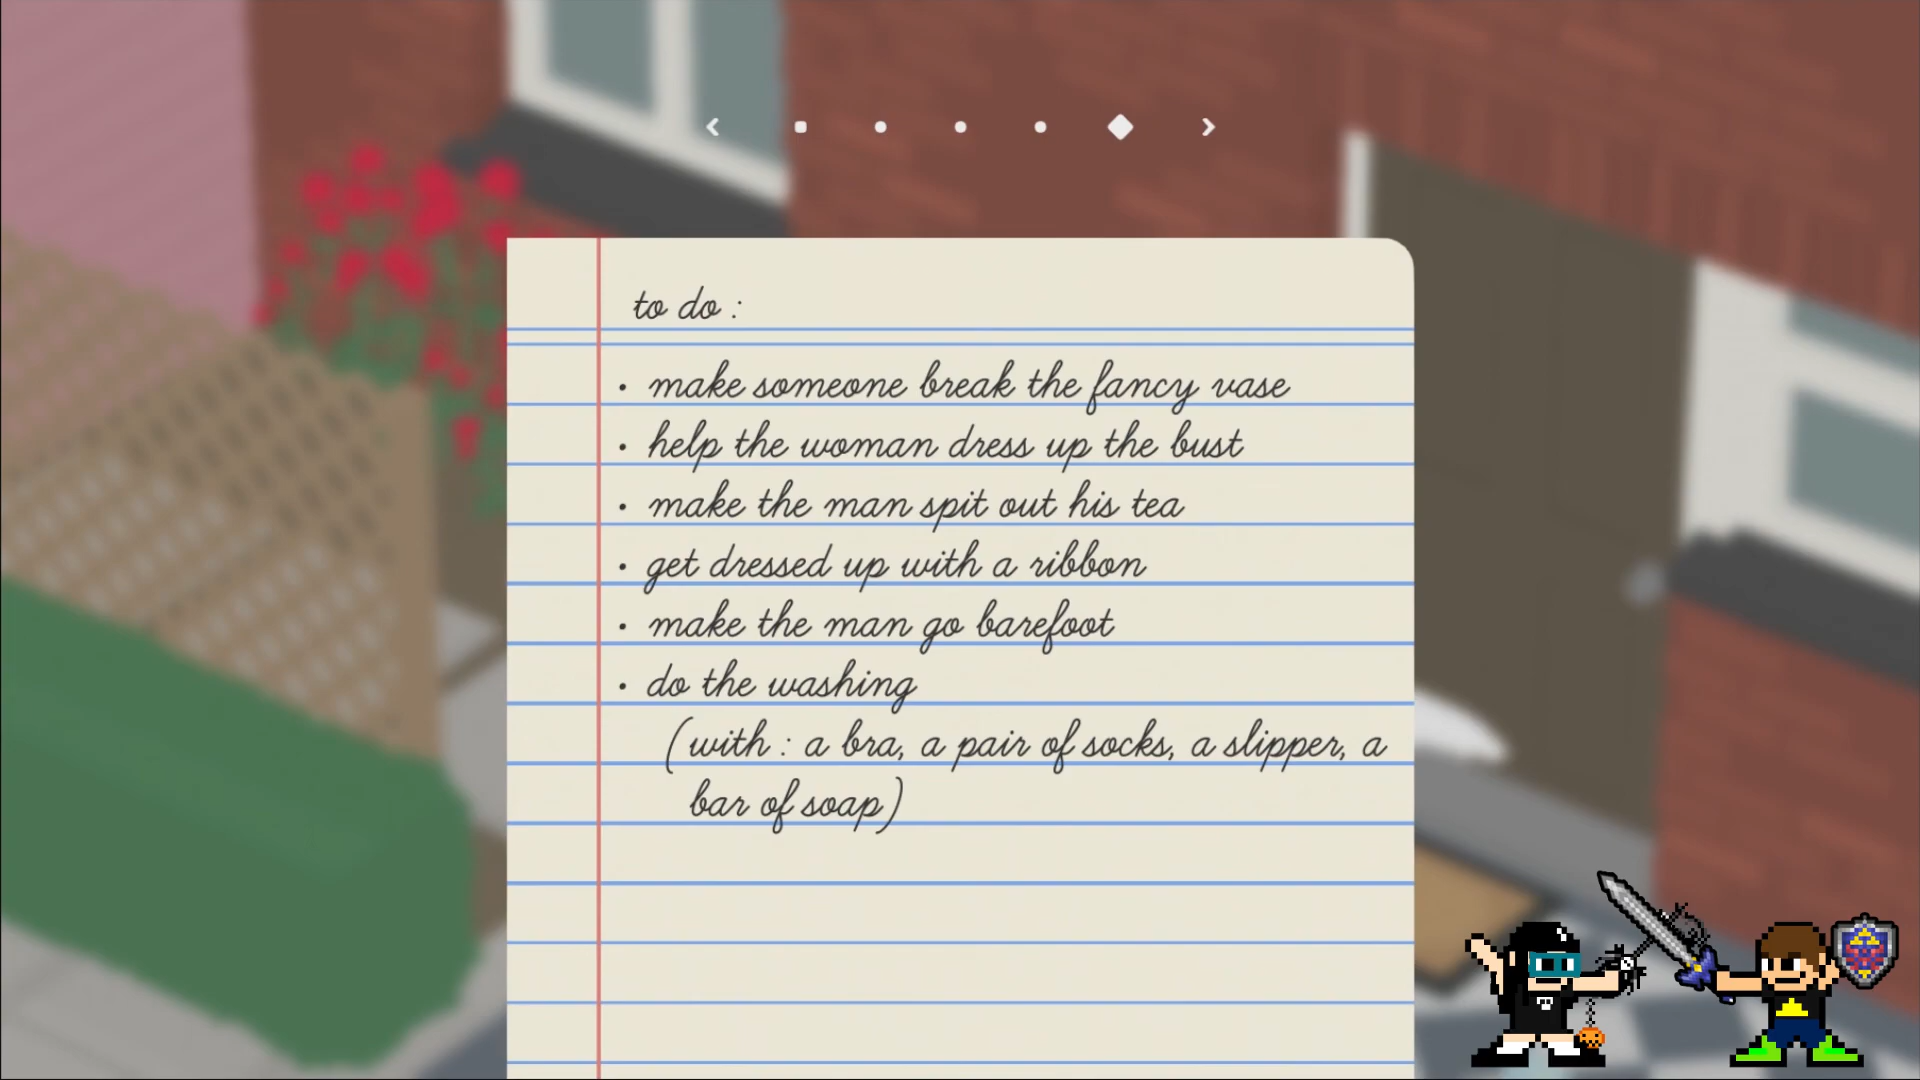 to do :
• make someone break the fancy vase
• help the woman dress up the bust
• make the man spit out his tea
• get dressed up with a ribbon
• make the man go barefoot
• do the washing
(with : a bra, a pair of socks, a slipper, a
bar of soap)